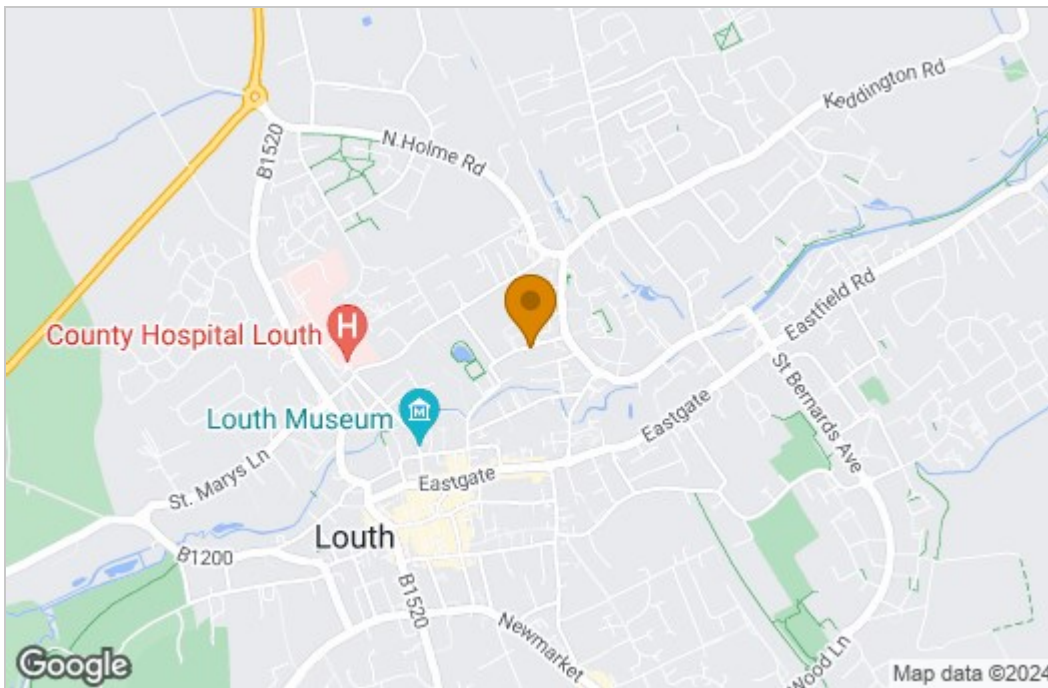 Keddington Rd
N Holme Rd
B1520
Eastfield Rd
County Hospital Louth
H
St Bernards Ave
Louth Museum
M
Eastgate
St. Marys Ln
Eastgate
Louth
B1200
B1520
Newmarket
Wood Ln
Google
Map data ©2024